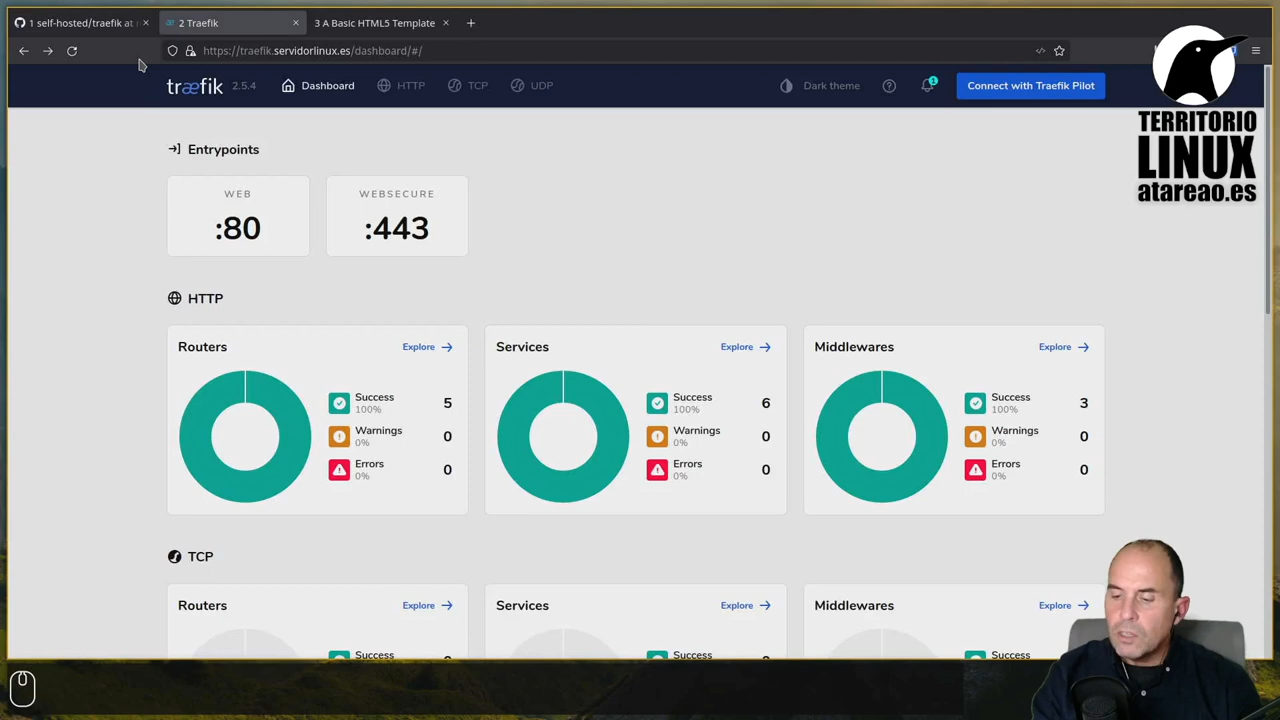 1 self-hosted/traefik at
2 Traefik
3 A Basic HTML5 Template
https://traefik.servidorlinux.es/dashboard/#/
træfik 2.5.4
Dashboard
HTTP
TCP
UDP
Dark theme
1
Connect with Traefik Pilot
TERRITORIO
LINUX
atareao.es
Entrypoints
WEB
:80
WEBSECURE
:443
HTTP
Routers
Explore
Success
100%
5
Warnings
0%
0
Errors
0%
0
Services
Explore
Success
100%
6
Warnings
0%
0
Errors
0%
0
Middlewares
Explore
Success
100%
3
Warnings
0%
0
Errors
0%
0
TCP
Routers
Explore
Success
Services
Explore
Success
Middlewares
Explore
Success